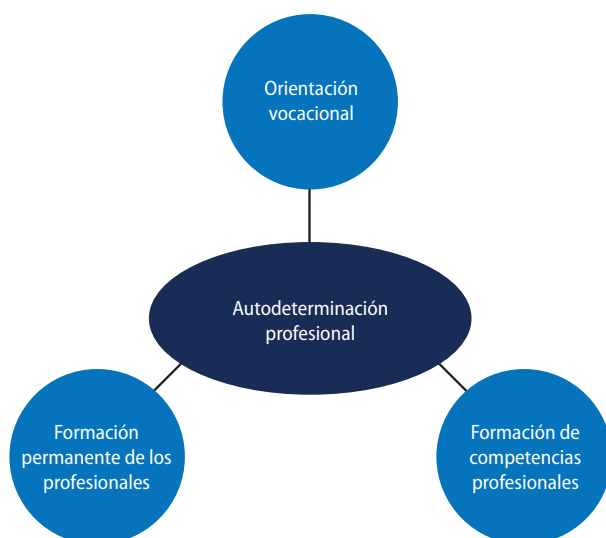 Orientación
vocacional
Autodeterminación
profesional
Formación
permanente de los
profesionales
Formación de
competencias
profesionales